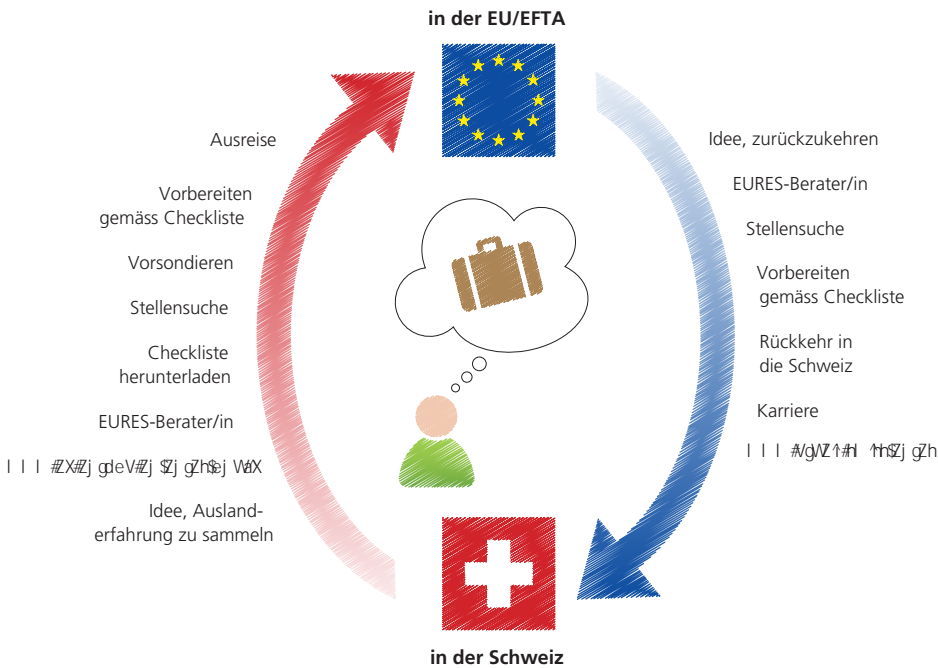 in der EU/EFTA
Ausreise
Vorbereiten
gemäss Checkliste
Vorsondieren
Stellensuche
Checkliste
herunterladen
EURES-Berater/in
Idee, Ausland-
erfahrung zu sammeln
Idee, zurückzukehren
EURES-Berater/in
Stellensuche
Vorbereiten
gemäss Checkliste
Rückkehr in
die Schweiz
Karriere
in der Schweiz